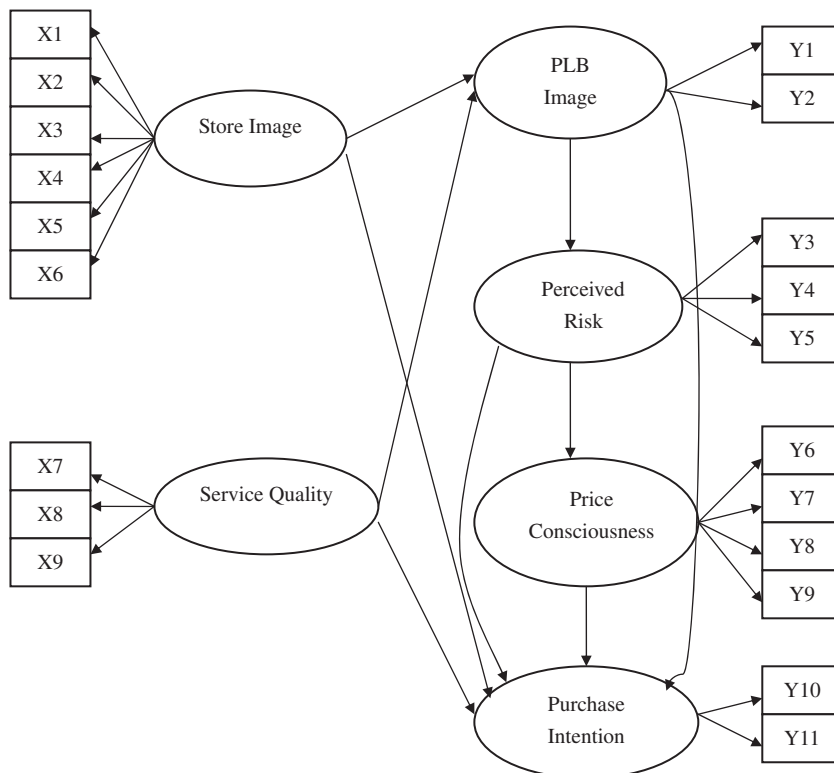 X1
X2
X3
X4
X5
X6
Store Image
PLB
Image
Y1
Y2
Perceived
Risk
Y3
Y4
Y5
X7
X8
X9
Service Quality
Price
Consciousness
Y6
Y7
Y8
Y9
Purchase
Intention
Y10
Y11